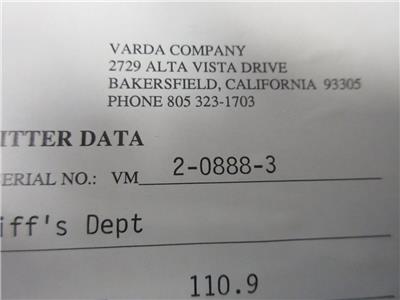 VARDA COMPANY
2729 ALTA VISTA DRIVE
BAKERSFIELD, CALIFORNIA 93305
PHONE 805 323-1703
ITTER DATA
SERIAL NO.: VM 2-0888-3
iff's Dept
110.9